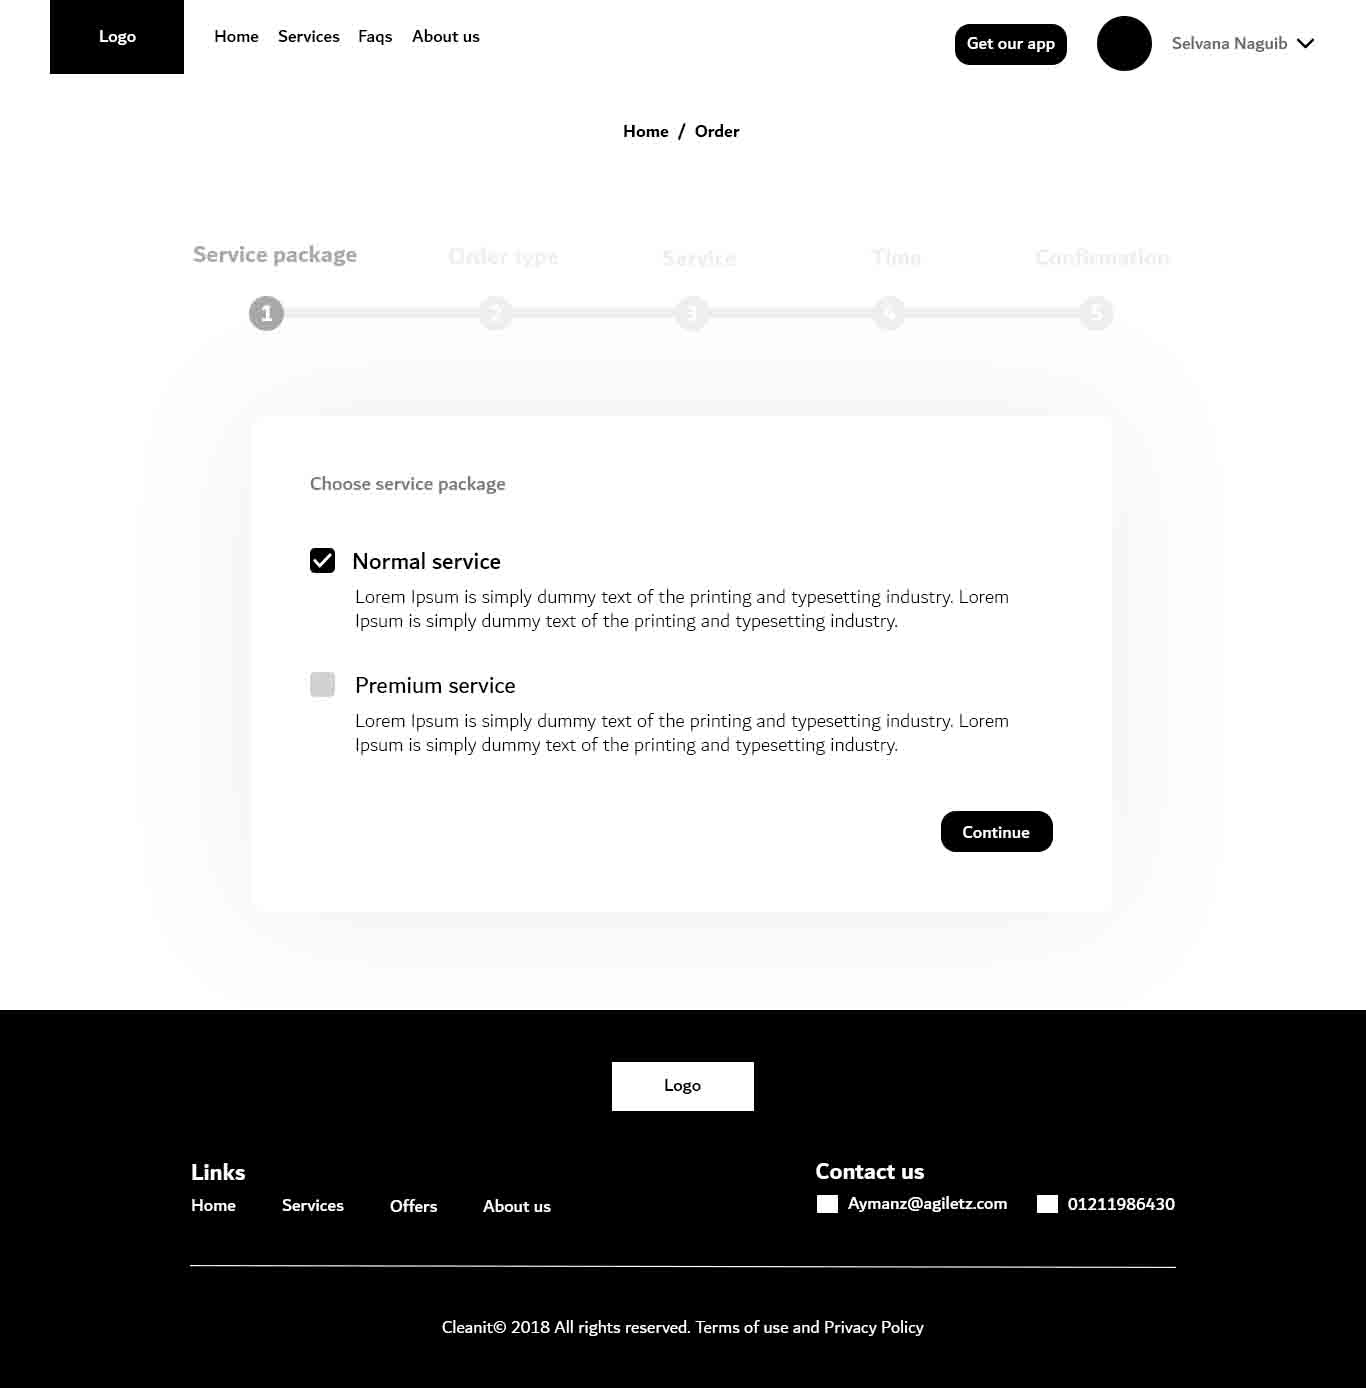 Logo
Home Services Faqs About us
Get our app
Selvana Naguib
Home / Order
Service package Order type Service Time Confirmation
1 2 3 4 5
Choose service package
Normal service
Lorem Ipsum is simply dummy text of the printing and typesetting industry. Lorem
Ipsum is simply dummy text of the printing and typesetting industry.
Premium service
Lorem Ipsum is simply dummy text of the printing and typesetting industry. Lorem
Ipsum is simply dummy text of the printing and typesetting industry.
Continue
Logo
Links
Home Services Offers About us
Contact us
Aymanz@agiletz.com 01211986430
Cleanit© 2018 All rights reserved. Terms of use and Privacy Policy